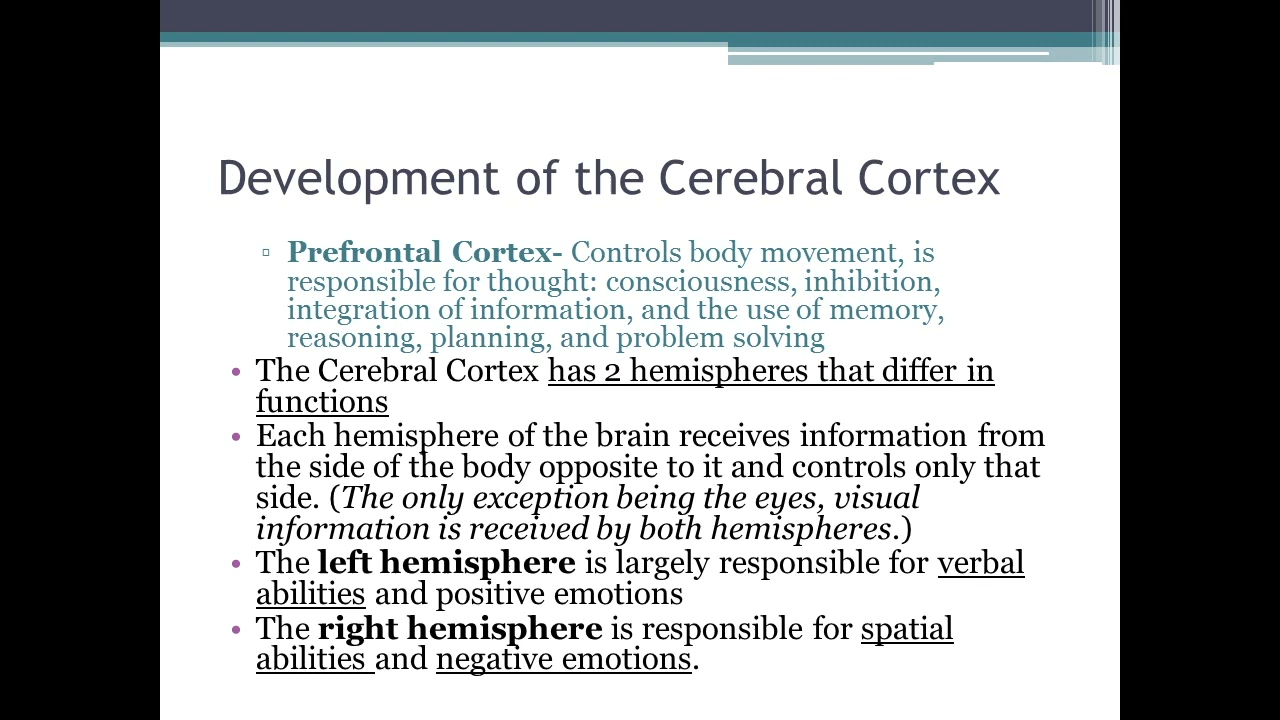 Development of the Cerebral Cortex
▫ Prefrontal Cortex- Controls body movement, is
responsible for thought: consciousness, inhibition,
integration of information, and the use of memory,
reasoning, planning, and problem solving
• The Cerebral Cortex has 2 hemispheres that differ in
functions
• Each hemisphere of the brain receives information from
the side of the body opposite to it and controls only that
side. (The only exception being the eyes, visual
information is received by both hemispheres.)
• The left hemisphere is largely responsible for verbal
abilities and positive emotions
• The right hemisphere is responsible for spatial
abilities and negative emotions.